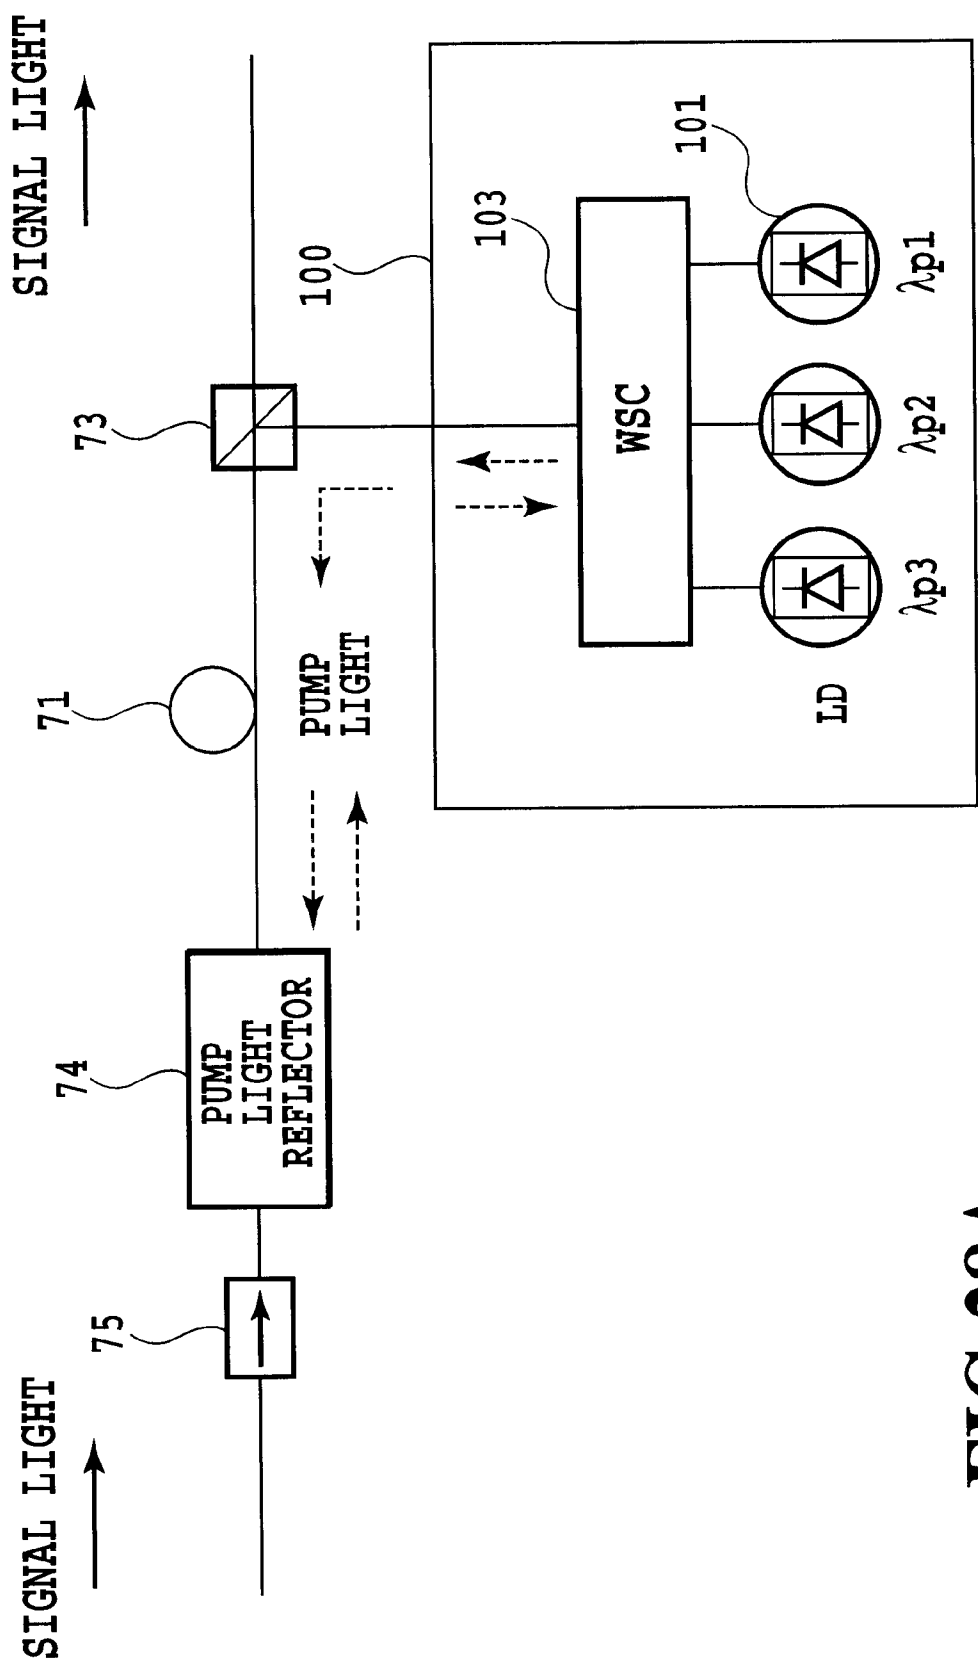 SIGNAL LIGHT
SIGNAL LIGHT
75
74
71
73
PUMP
LIGHT
REFLECTOR
PUMP
LIGHT
100
103
WSC
101
LD
λp3
λp2
λp1